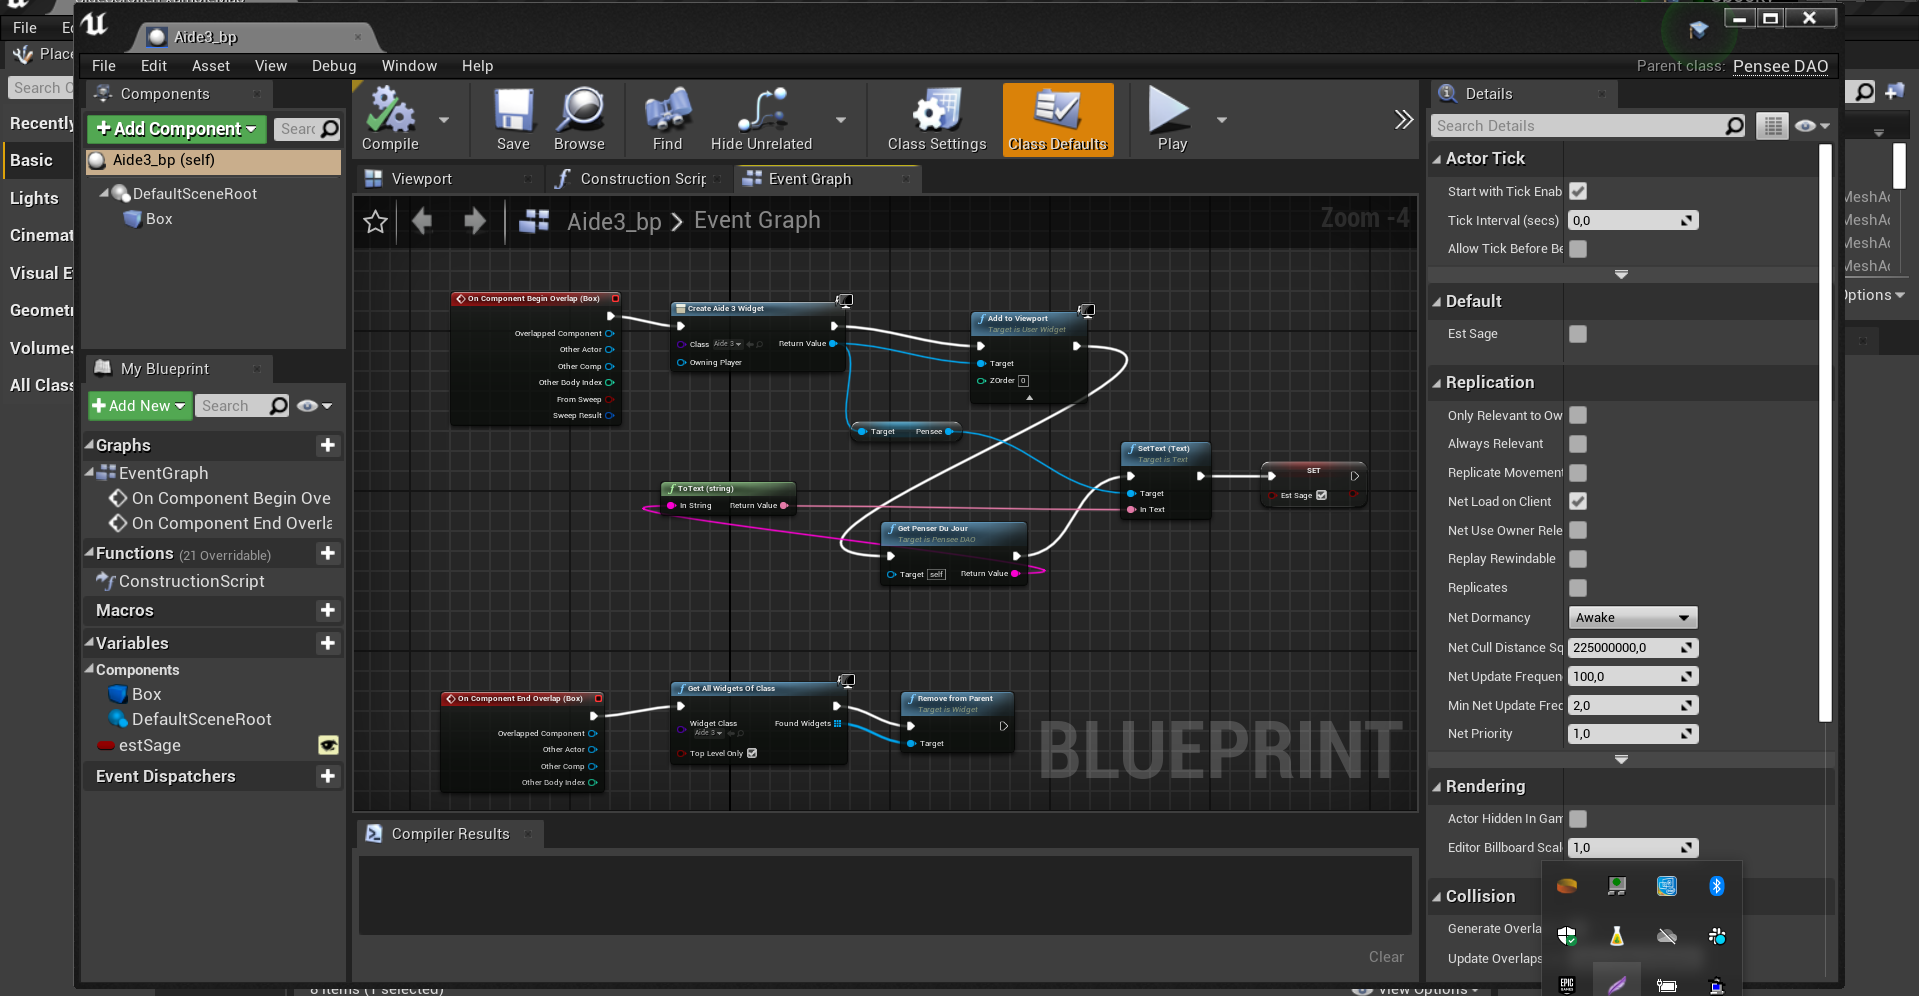 File
Place
Search C
Recently
Basic
Lights
Cinemat
Visual E
Geometr
Volumes
All Clas
Aide3_bp
File Edit Asset View Debug Window Help
Parent class: Pensee DAO
Components
+ Add Component
Searc
Aide3_bp (self)
DefaultSceneRoot
Box
My Blueprint
+ Add New
Search
Graphs
EventGraph
On Component Begin Ove
On Component End Overla
Functions (21 Overridable)
ConstructionScript
Macros
Variables
Components
Box
DefaultSceneRoot
estSage
Event Dispatchers
Compile
Save
Browse
Find
Hide Unrelated
Class Settings
Class Defaults
Play
Viewport
Construction Scrip
Event Graph
Aide3_bp > Event Graph
Zoom -4
On Component Begin Overlap (Box)
Overlapped Component
Other Actor
Other Comp
Other Body Index
From Sweep
Sweep Result
Create Aide 3 Widget
Class Aide 3
Return Value
Owning Player
Add to Viewport
Target is User Widget
Target
ZOrder 0
Target Pensee
SetText (Text)
Target is Text
Target
In Text
SET
Est Sage
ToText (string)
In String Return Value
Get Penser Du Jour
Target is Pensee DAO
Target self Return Value
On Component End Overlap (Box)
Overlapped Component
Other Actor
Other Comp
Other Body Index
Get All Widgets Of Class
Widget Class
Aide 3
Found Widgets
Top Level Only
Remove from Parent
Target is Widget
Target
BLUEPRINT
Compiler Results
Clear
8 items (1 selected)
View Options
Details
Search Details
Actor Tick
Start with Tick Enab
Tick Interval (secs) 0,0
Allow Tick Before Be
Default
Est Sage
Replication
Only Relevant to Ow
Always Relevant
Replicate Movement
Net Load on Client
Net Use Owner Rele
Replay Rewindable
Replicates
Net Dormancy Awake
Net Cull Distance Sq 225000000,0
Net Update Frequen 100,0
Min Net Update Fred 2,0
Net Priority 1,0
Rendering
Actor Hidden In Gam
Editor Billboard Scal 1,0
Collision
Generate Overla
Update Overlaps
MeshAc
MeshAc
MeshAc
Options
EPIC GAMES